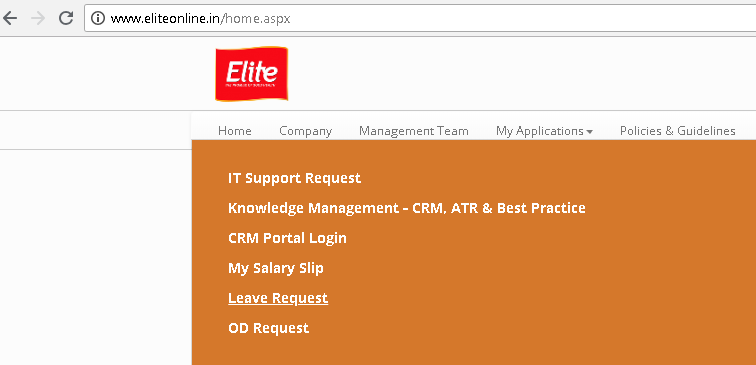 www.eliteonline.in/home.aspx
Elite
Home Company Management Team My Applications Policies & Guidelines
IT Support Request
Knowledge Management - CRM, ATR & Best Practice
CRM Portal Login
My Salary Slip
Leave Request
OD Request